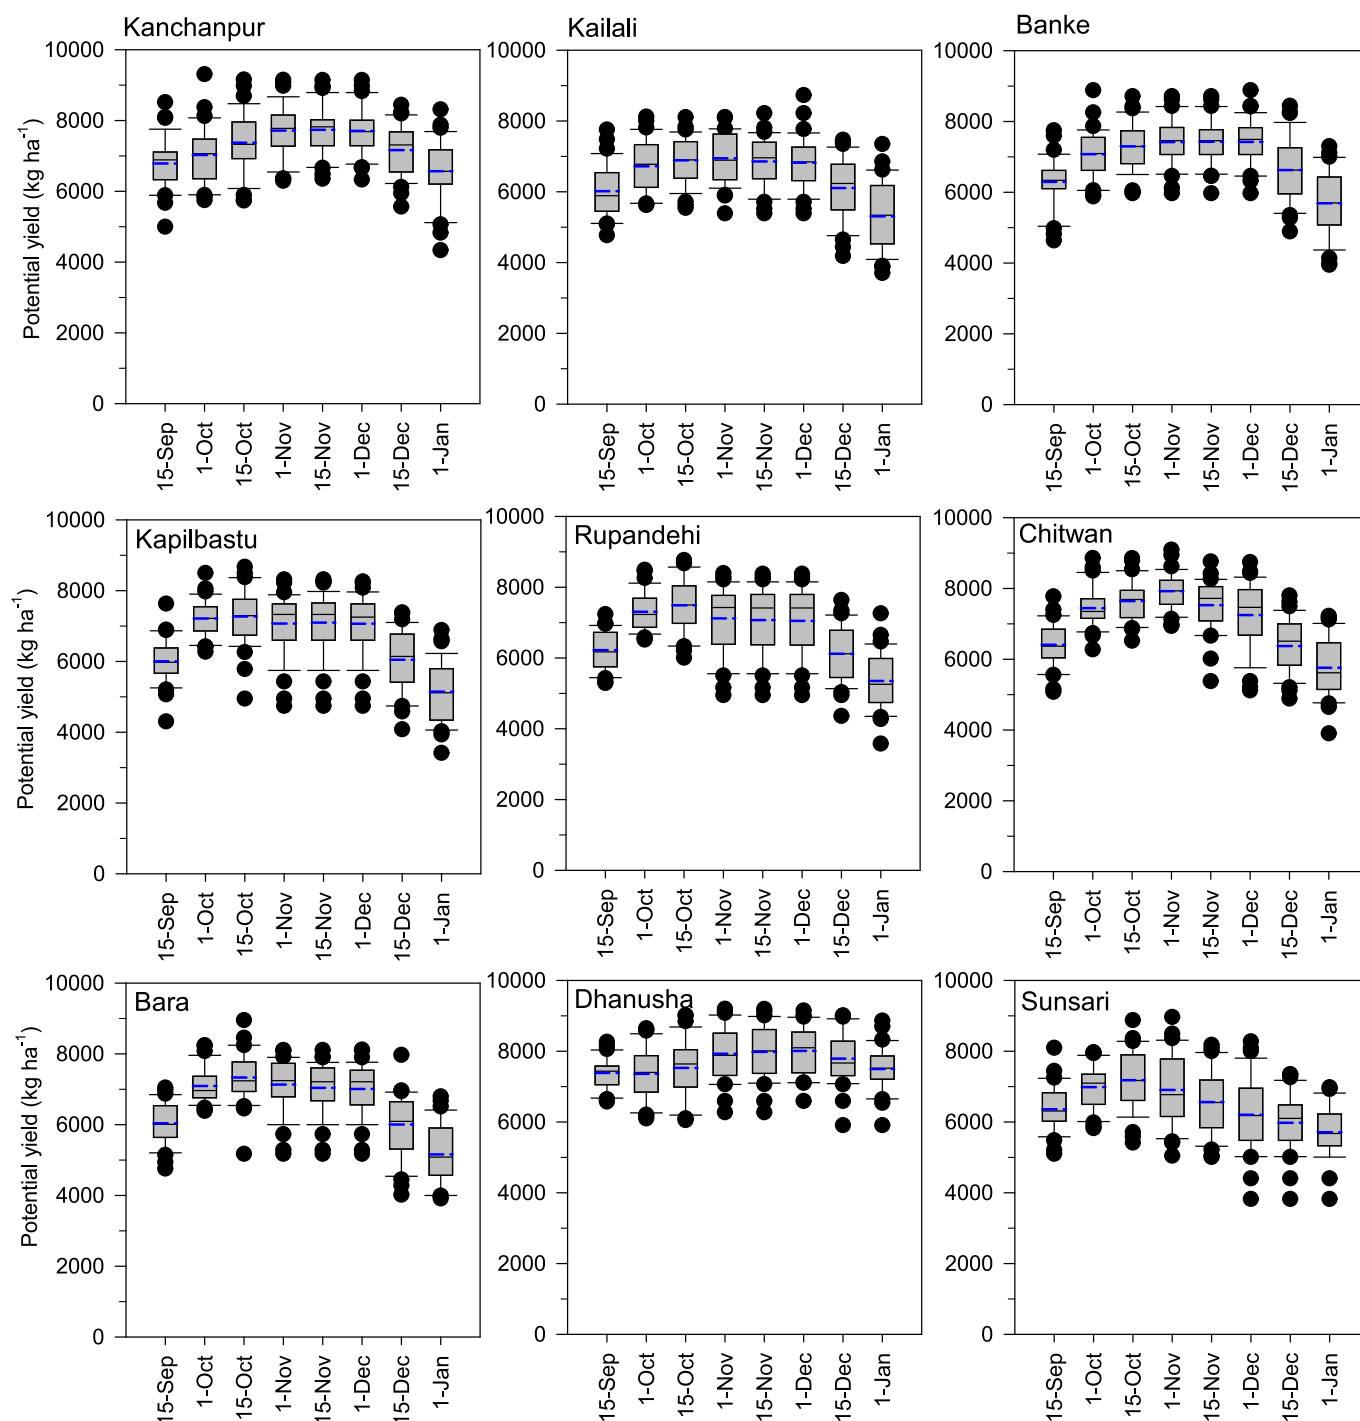 Kanchanpur
Kailali
Banke
Potential yield (kg ha⁻¹)
10000
8000
6000
4000
2000
0
10000
8000
6000
4000
2000
0
10000
8000
6000
4000
2000
0
15-Sep
1-Oct
15-Oct
1-Nov
15-Nov
1-Dec
15-Dec
1-Jan
15-Sep
1-Oct
15-Oct
1-Nov
15-Nov
1-Dec
15-Dec
1-Jan
15-Sep
1-Oct
15-Oct
1-Nov
15-Nov
1-Dec
15-Dec
1-Jan
Kapilbastu
Rupandehi
Chitwan
Potential yield (kg ha⁻¹)
10000
8000
6000
4000
2000
0
10000
8000
6000
4000
2000
0
10000
8000
6000
4000
2000
0
15-Sep
1-Oct
15-Oct
1-Nov
15-Nov
1-Dec
15-Dec
1-Jan
15-Sep
1-Oct
15-Oct
1-Nov
15-Nov
1-Dec
15-Dec
1-Jan
15-Sep
1-Oct
15-Oct
1-Nov
15-Nov
1-Dec
15-Dec
1-Jan
Bara
Dhanusha
Sunsari
Potential yield (kg ha⁻¹)
10000
8000
6000
4000
2000
0
10000
8000
6000
4000
2000
0
10000
8000
6000
4000
2000
0
15-Sep
1-Oct
15-Oct
1-Nov
15-Nov
1-Dec
15-Dec
1-Jan
15-Sep
1-Oct
15-Oct
1-Nov
15-Nov
1-Dec
15-Dec
1-Jan
15-Sep
1-Oct
15-Oct
1-Nov
15-Nov
1-Dec
15-Dec
1-Jan